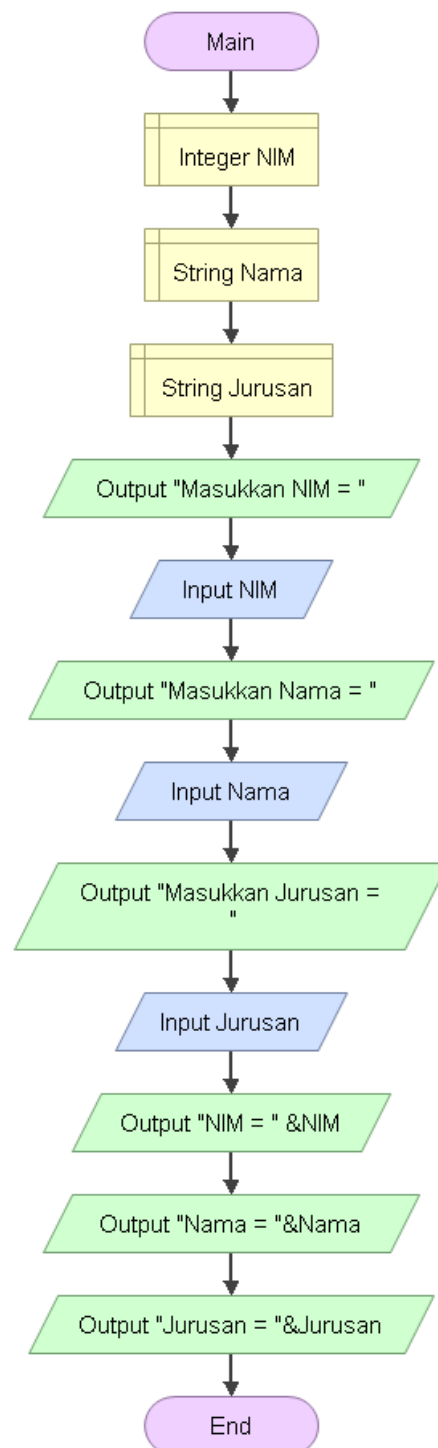 Main
Integer NIM
String Nama
String Jurusan
Output "Masukkan NIM = "
Input NIM
Output "Masukkan Nama = "
Input Nama
Output "Masukkan Jurusan =
"
Input Jurusan
Output "NIM = " &NIM
Output "Nama = "&Nama
Output "Jurusan = "&Jurusan
End